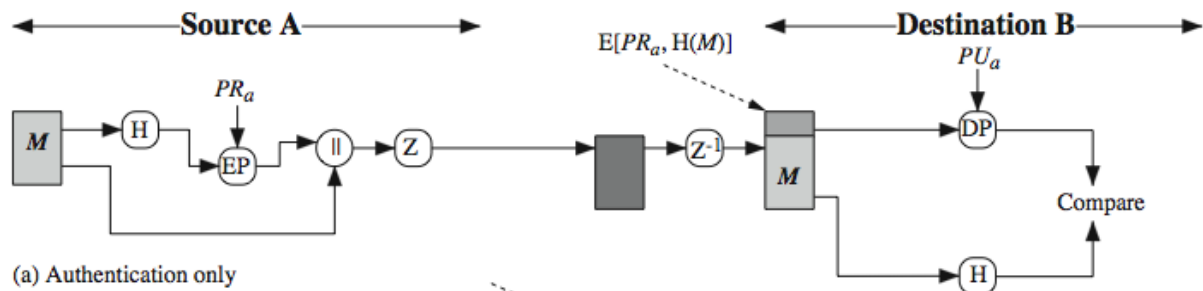 Source A
Destination B
E[PRₐ, H(M)]
PUₐ
PRₐ
M
H
EP
||
Z
Z⁻¹
DP
M
Compare
H
(a) Authentication only